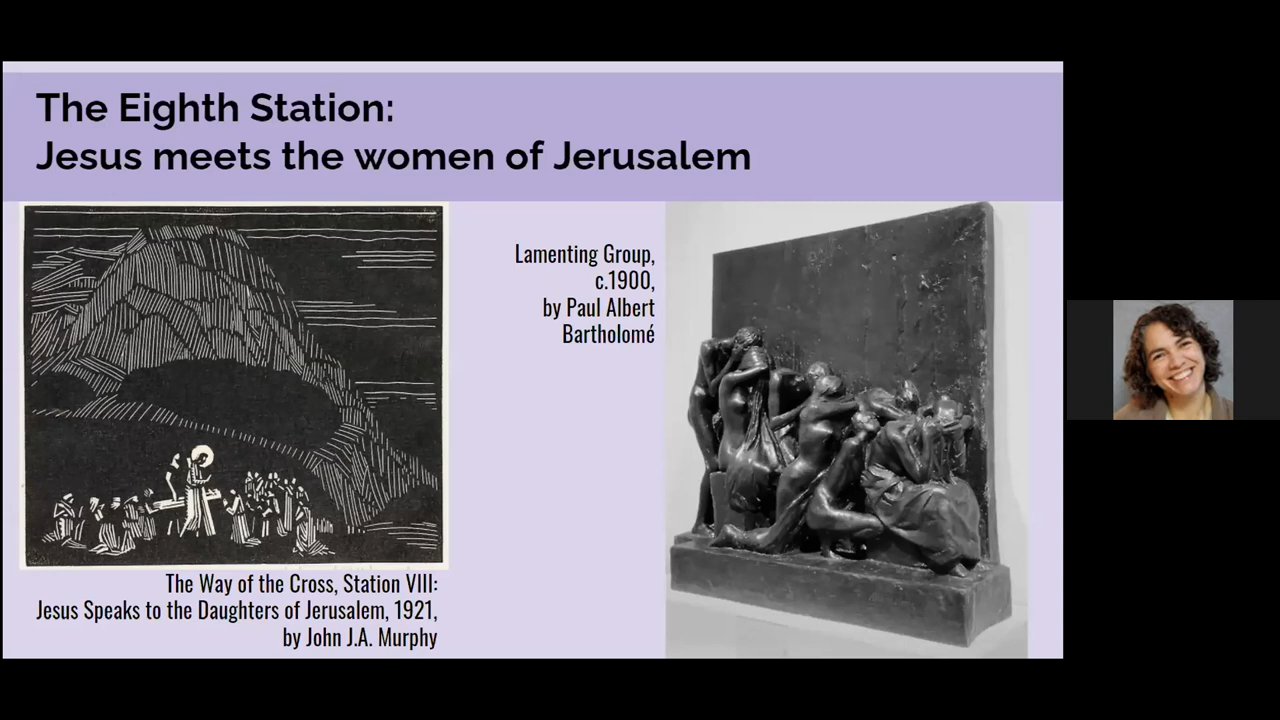 The Eighth Station:
Jesus meets the women of Jerusalem
Lamenting Group,
c.1900,
by Paul Albert
Bartholomé
The Way of the Cross, Station VIII:
Jesus Speaks to the Daughters of Jerusalem, 1921,
by John J.A. Murphy